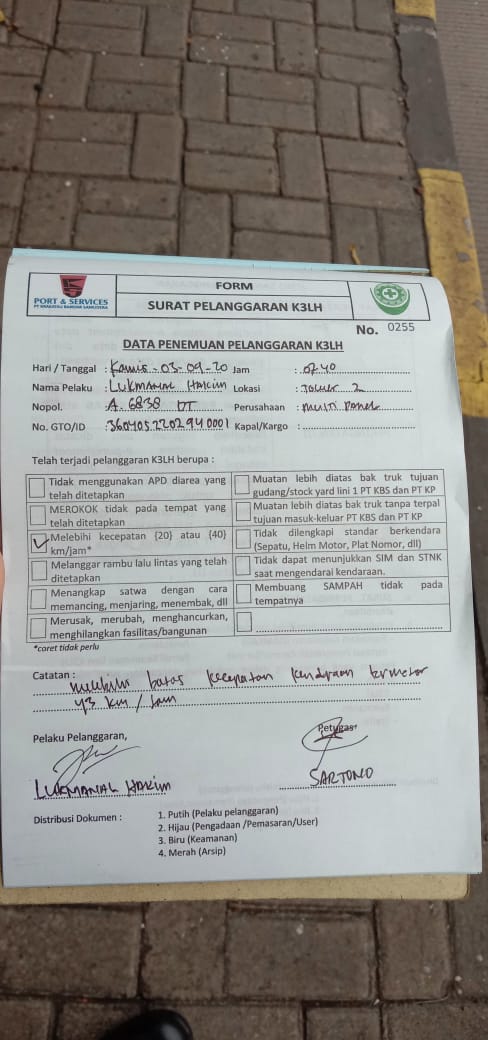 PORT & SERVICES
PT KRAKATAU BANDAR SAMUDERA
FORM
SURAT PELANGGARAN K3LH
No. 0255
DATA PENEMUAN PELANGGARAN K3LH
Hari / Tanggal : Kamis - 03-09-20 Jam : 07.40
Nama Pelaku : LUKMANAL HAKIM Lokasi : Tower 2
Nopol. : A. 6838 UT Perusahaan : Multi Panel
No. GTO/ID : 3604052202940001 Kapal/Kargo :
Telah terjadi pelanggaran K3LH berupa :
Tidak menggunakan APD diarea yang telah ditetapkan
Muatan lebih diatas bak truk tujuan gudang/stock yard lini 1 PT KBS dan PT KP
MEROKOK tidak pada tempat yang telah ditetapkan
Muatan lebih diatas bak truk tanpa terpal tujuan masuk-keluar PT KBS dan PT KP
Melebihi kecepatan (20) atau (40) km/jam*
Tidak dilengkapi standar berkendara (Sepatu, Helm Motor, Plat Nomor, dll)
Melanggar rambu lalu lintas yang telah ditetapkan
Tidak dapat menunjukkan SIM dan STNK saat mengendarai kendaraan.
Menangkap satwa dengan cara memancing, menjaring, menembak, dll
Membuang SAMPAH tidak pada tempatnya
Merusak, merubah, menghancurkan, menghilangkan fasilitas/bangunan
*coret tidak perlu
Catatan : melebihi batas kecepatan kendaraan bermotor
43 km / Jam
Pelaku Pelanggaran,
Petugas
LUKMANAL HAKIM
SARTONO
Distribusi Dokumen :
1. Putih (Pelaku pelanggaran)
2. Hijau (Pengadaan /Pemasaran/User)
3. Biru (Keamanan)
4. Merah (Arsip)